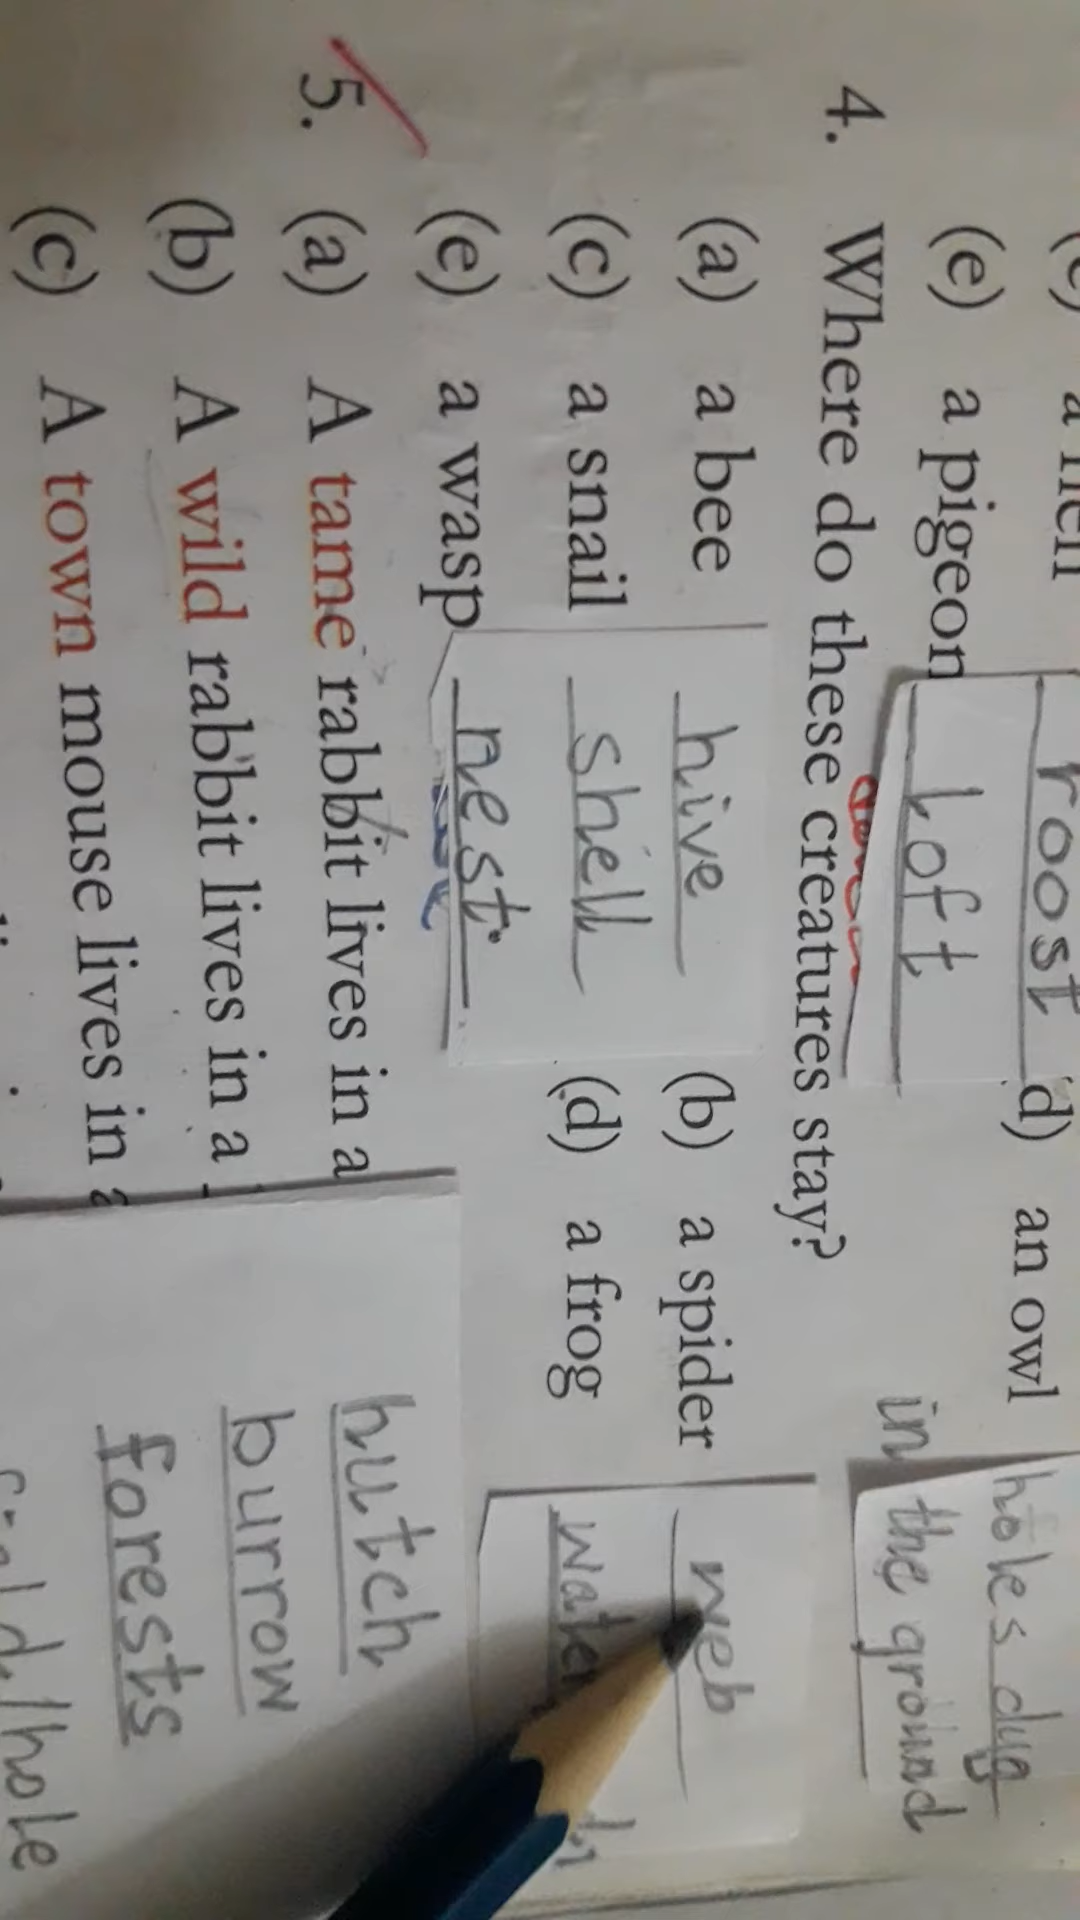 roost d) an owl holes dug
(e) a pigeon loft in the ground
4. Where do these creatures stay?
(a) a bee hive (b) a spider web
(c) a snail shell (d) a frog
(e) a wasp nest
5. (a) A tame rabbit lives in a hutch
(b) A wild rabbit lives in a burrow
(c) A town mouse lives in forests
hole